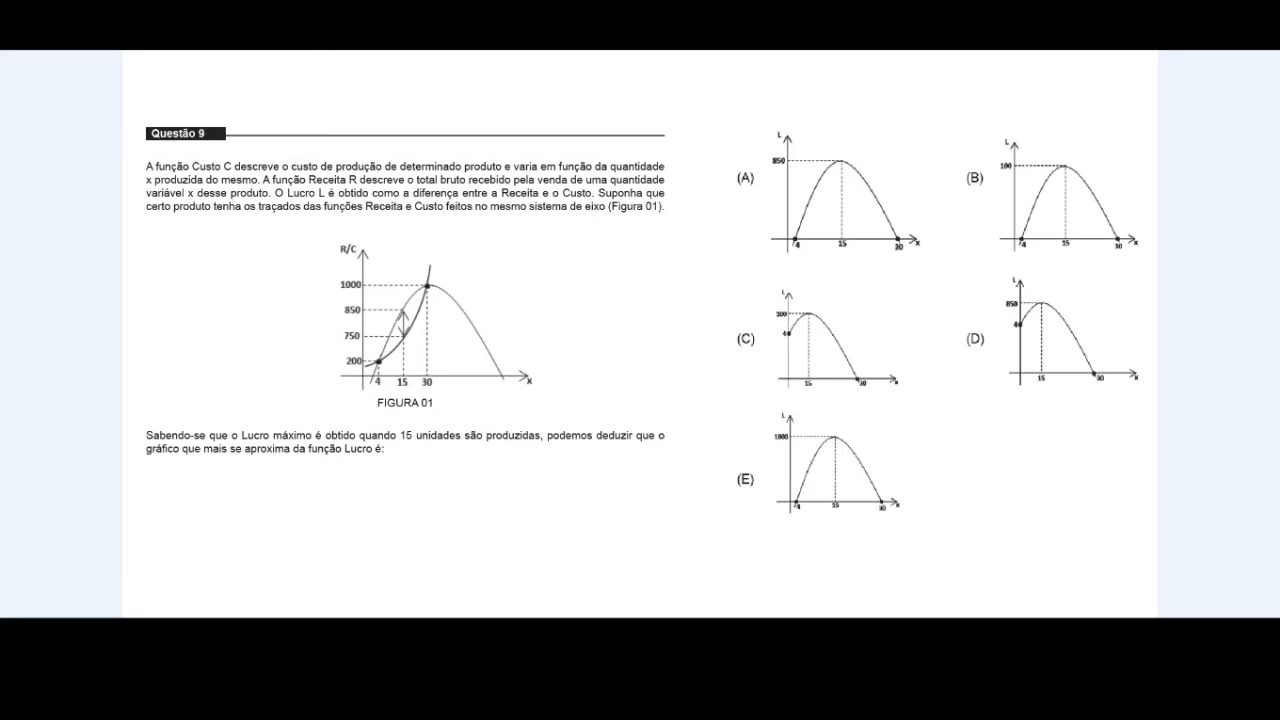 Questão 9
A função Custo C descreve o custo de produção de determinado produto e varia em função da quantidade
x produzida do mesmo. A função Receita R descreve o total bruto recebido pela venda de uma quantidade
variável x desse produto. O Lucro L é obtido como a diferença entre a Receita e o Custo. Suponha que
certo produto tenha os traçados das funções Receita e Custo feitos no mesmo sistema de eixo (Figura 01).
R/C
1000
850
750
200
4 15 30 x
FIGURA 01
Sabendo-se que o Lucro máximo é obtido quando 15 unidades são produzidas, podemos deduzir que o
gráfico que mais se aproxima da função Lucro é:
(A)
L
850
4 15 30 x
(B)
L
100
4 15 30 x
(C)
L
100
4
15 30 x
(D)
L
850
4
15 30 x
(E)
L
1000
4 15 30 x